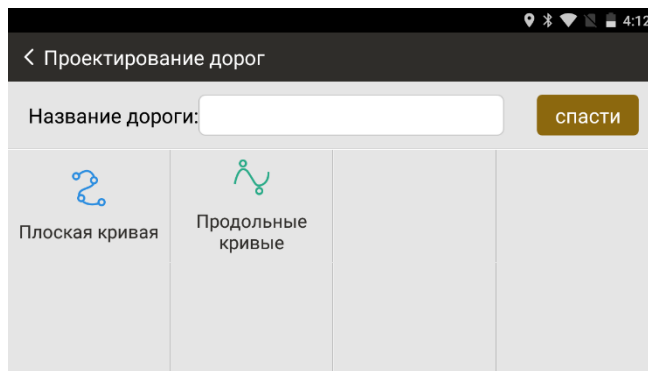 4:12
Проектирование дорог
Название дороги:
спасти
Плоская кривая
Продольные
кривые